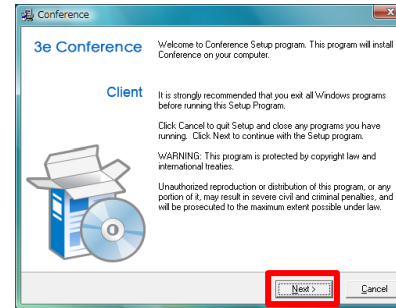 Conference
3e Conference
Client
Welcome to Conference Setup program. This program will install
Conference on your computer.
It is strongly recommended that you exit all Windows programs
before running this Setup Program.
Click Cancel to quit Setup and close any programs you have
running. Click Next to continue with the Setup program.
WARNING: This program is protected by copyright law and
international treaties.
Unauthorized reproduction or distribution of this program, or any
portion of it, may result in severe civil and criminal penalties, and
will be prosecuted to the maximum extent possible under law.
Next >
Cancel